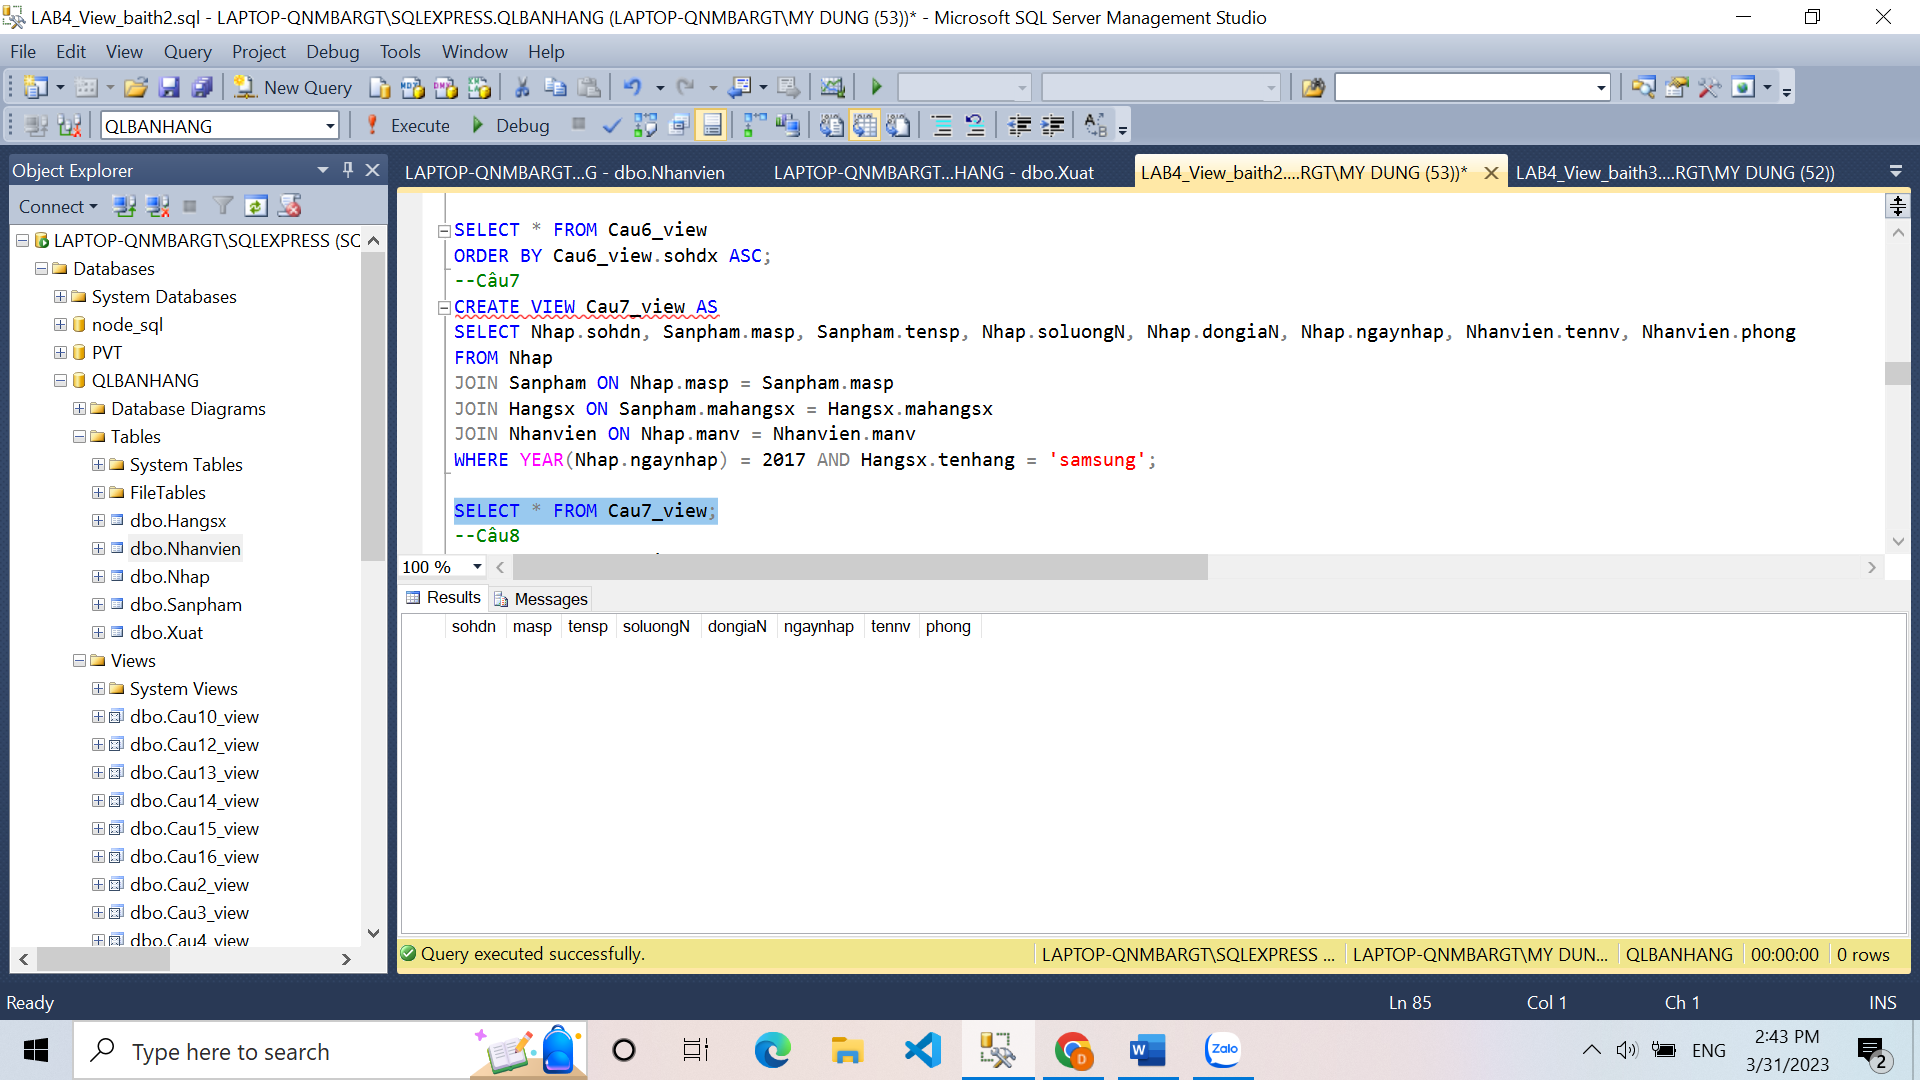 LAB4_View_baith2.sql - LAPTOP-QNMBARGT\SQLEXPRESS.QLBANHANG (LAPTOP-QNMBARGT\MY DUNG (53))* - Microsoft SQL Server Management Studio
File Edit View Query Project Debug Tools Window Help
New Query
QLBANHANG Execute Debug
Object Explorer
Connect
LAPTOP-QNMBARGT\SQLEXPRESS (SC
Databases
System Databases
node_sql
PVT
QLBANHANG
Database Diagrams
Tables
System Tables
FileTables
dbo.Hangsx
dbo.Nhanvien
dbo.Nhap
dbo.Sanpham
dbo.Xuat
Views
System Views
dbo.Cau10_view
dbo.Cau12_view
dbo.Cau13_view
dbo.Cau14_view
dbo.Cau15_view
dbo.Cau16_view
dbo.Cau2_view
dbo.Cau3_view
dbo.Cau4_view
LAPTOP-QNMBARGT...G - dbo.Nhanvien LAPTOP-QNMBARGT...HANG - dbo.Xuat LAB4_View_baith2....RGT\MY DUNG (53))* LAB4_View_baith3....RGT\MY DUNG (52))
SELECT * FROM Cau6_view
ORDER BY Cau6_view.sohdx ASC;
--Câu7
CREATE VIEW Cau7_view AS
SELECT Nhap.sohdn, Sanpham.masp, Sanpham.tensp, Nhap.soluongN, Nhap.dongiaN, Nhap.ngaynhap, Nhanvien.tennv, Nhanvien.phong
FROM Nhap
JOIN Sanpham ON Nhap.masp = Sanpham.masp
JOIN Hangsx ON Sanpham.mahangsx = Hangsx.mahangsx
JOIN Nhanvien ON Nhap.manv = Nhanvien.manv
WHERE YEAR(Nhap.ngaynhap) = 2017 AND Hangsx.tenhang = 'samsung';
SELECT * FROM Cau7_view;
--Câu8
100 %
Results Messages
sohdn masp tensp soluongN dongiaN ngaynhap tennv phong
Query executed successfully. LAPTOP-QNMBARGT\SQLEXPRESS ... LAPTOP-QNMBARGT\MY DUN... QLBANHANG 00:00:00 0 rows
Ready Ln 85 Col 1 Ch 1 INS
Type here to search
Zalo
ENG
2:43 PM
3/31/2023
2